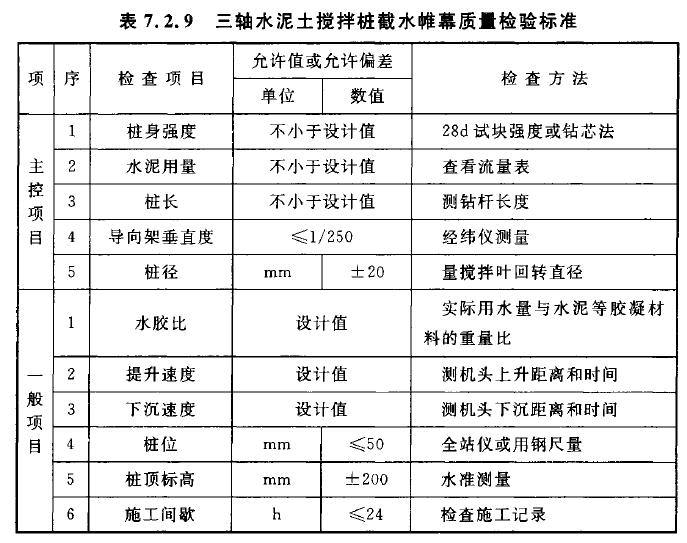 表7.2.9 三轴水泥土搅拌桩截水帷幕质量检验标准
项 序 检查项目 允许值或允许偏差 检查方法
单位 数值
主控项目
1 桩身强度 不小于设计值 28d试块强度或钻芯法
2 水泥用量 不小于设计值 查看流量表
3 桩长 不小于设计值 测钻杆长度
4 导向架垂直度 ≤1/250 经纬仪测量
5 桩径 mm ±20 量搅拌叶回转直径
一般项目
1 水胶比 设计值 实际用水量与水泥等胶凝材
料的重量比
2 提升速度 设计值 测机头上升距离和时间
3 下沉速度 设计值 测机头下沉距离和时间
4 桩位 mm ≤50 全站仪或用钢尺量
5 桩顶标高 mm ±200 水准测量
6 施工间歇 h ≤24 检查施工记录